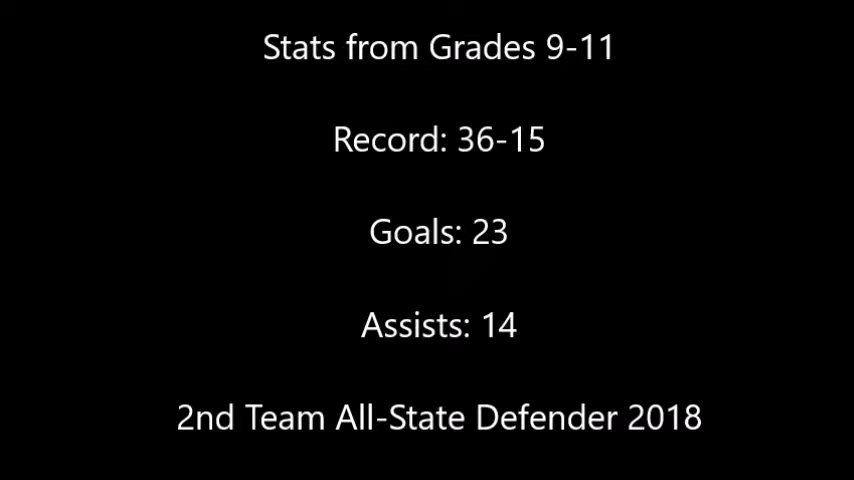 Stats from Grades 9-11
Record: 36-15
Goals: 23
Assists: 14
2nd Team All-State Defender 2018